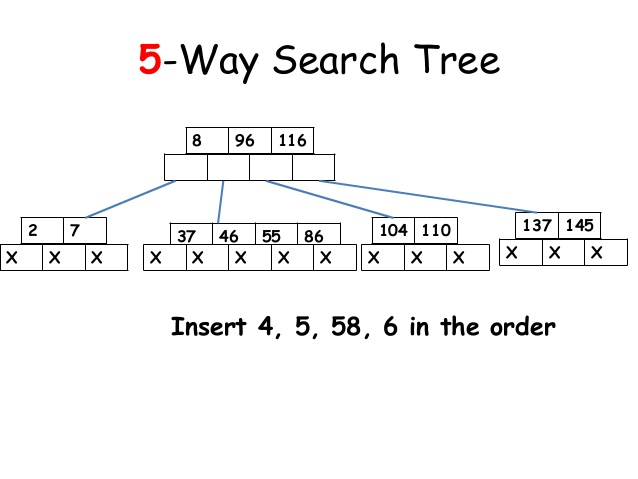 5-Way Search Tree
8 96 116
2 7
37 46 55 86
104 110
137 145
X X X
X X X X X
X X X
X X X
Insert 4, 5, 58, 6 in the order